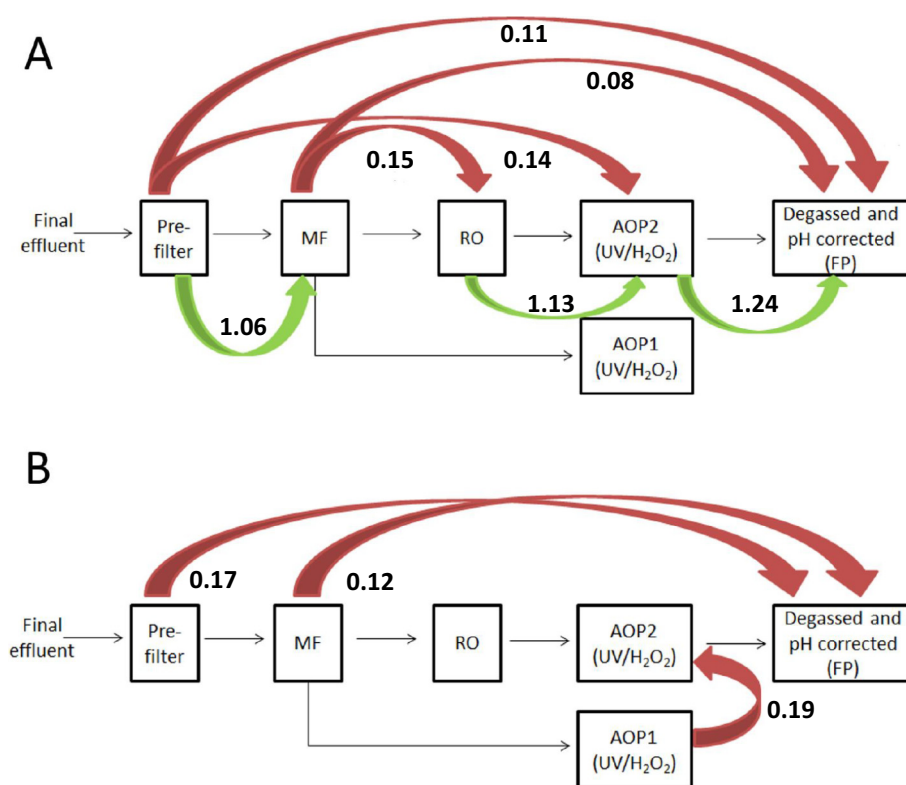 A
0.11
0.08
0.15
0.14
Final
effluent
Pre-
filter
MF
RO
AOP2
(UV/H₂O₂)
Degassed and
pH corrected
(FP)
1.06
1.13
1.24
AOP1
(UV/H₂O₂)
B
0.17
0.12
Final
effluent
Pre-
filter
MF
RO
AOP2
(UV/H₂O₂)
Degassed and
pH corrected
(FP)
0.19
AOP1
(UV/H₂O₂)